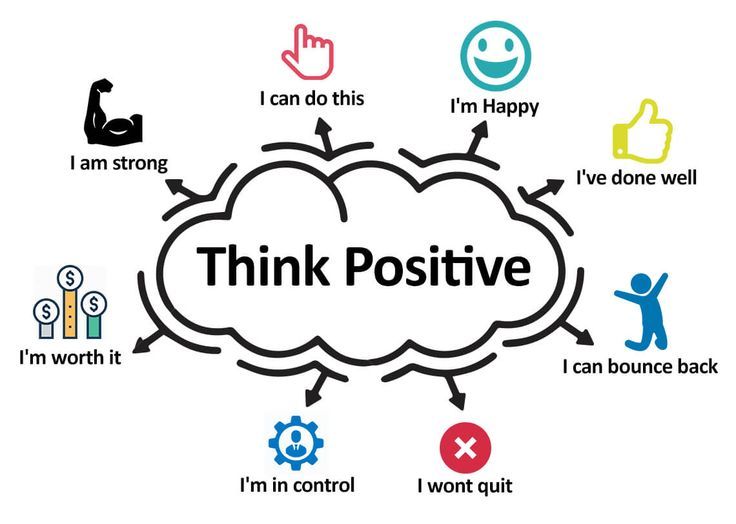 I can do this
I'm Happy
I am strong
I've done well
Think Positive
$
$
$
I'm worth it
I can bounce back
I'm in control
I wont quit